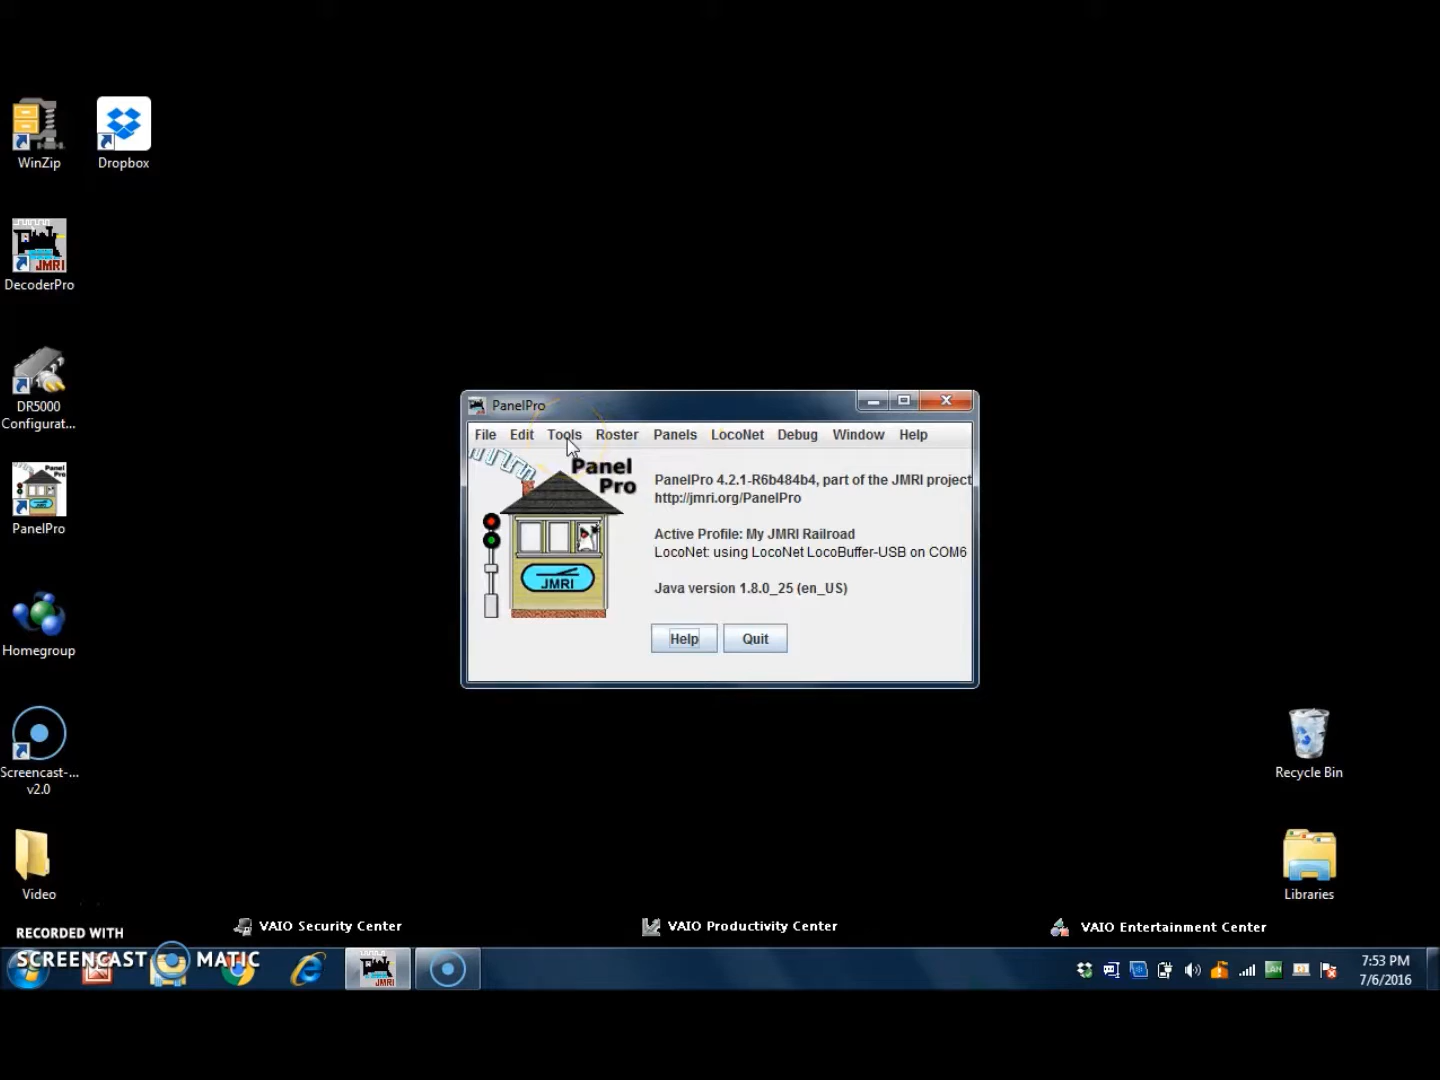 WinZip
Dropbox
JMRI
DecoderPro
DR5000
Configurat...
Panel
Pro
PanelPro
Homegroup
Screencast-...
v2.0
Video
PanelPro
File Edit Tools Roster Panels LocoNet Debug Window Help
Panel
Pro
JMRI
PanelPro 4.2.1-R6b484b4, part of the JMRI project
http://jmri.org/PanelPro
Active Profile: My JMRI Railroad
LocoNet: using LocoNet LocoBuffer-USB on COM6
Java version 1.8.0_25 (en_US)
Help Quit
Recycle Bin
Libraries
RECORDED WITH
SCREENCAST MATIC
VAIO Security Center
VAIO Productivity Center
VAIO Entertainment Center
JMRI
7:53 PM
7/6/2016